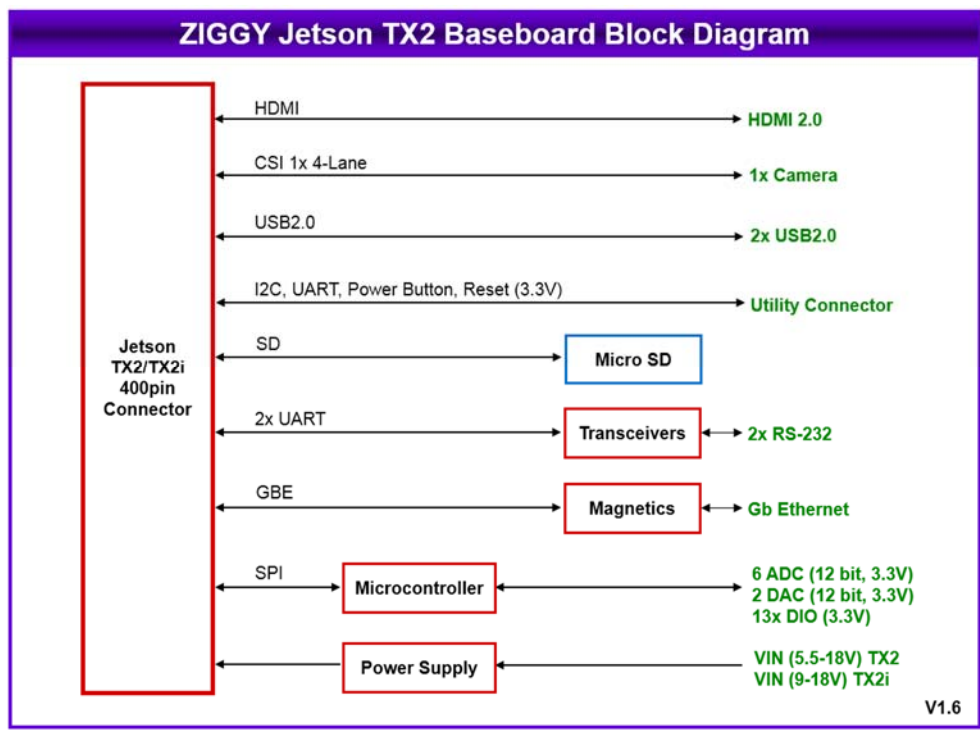 ZIGGY Jetson TX2 Baseboard Block Diagram
HDMI
HDMI 2.0
CSI 1x 4-Lane
1x Camera
USB2.0
2x USB2.0
I2C, UART, Power Button, Reset (3.3V)
Utility Connector
Jetson
TX2/TX2i
400pin
Connector
SD
Micro SD
2x UART
Transceivers
2x RS-232
GBE
Magnetics
Gb Ethernet
SPI
Microcontroller
6 ADC (12 bit, 3.3V)
2 DAC (12 bit, 3.3V)
13x DIO (3.3V)
Power Supply
VIN (5.5-18V) TX2
VIN (9-18V) TX2i
V1.6